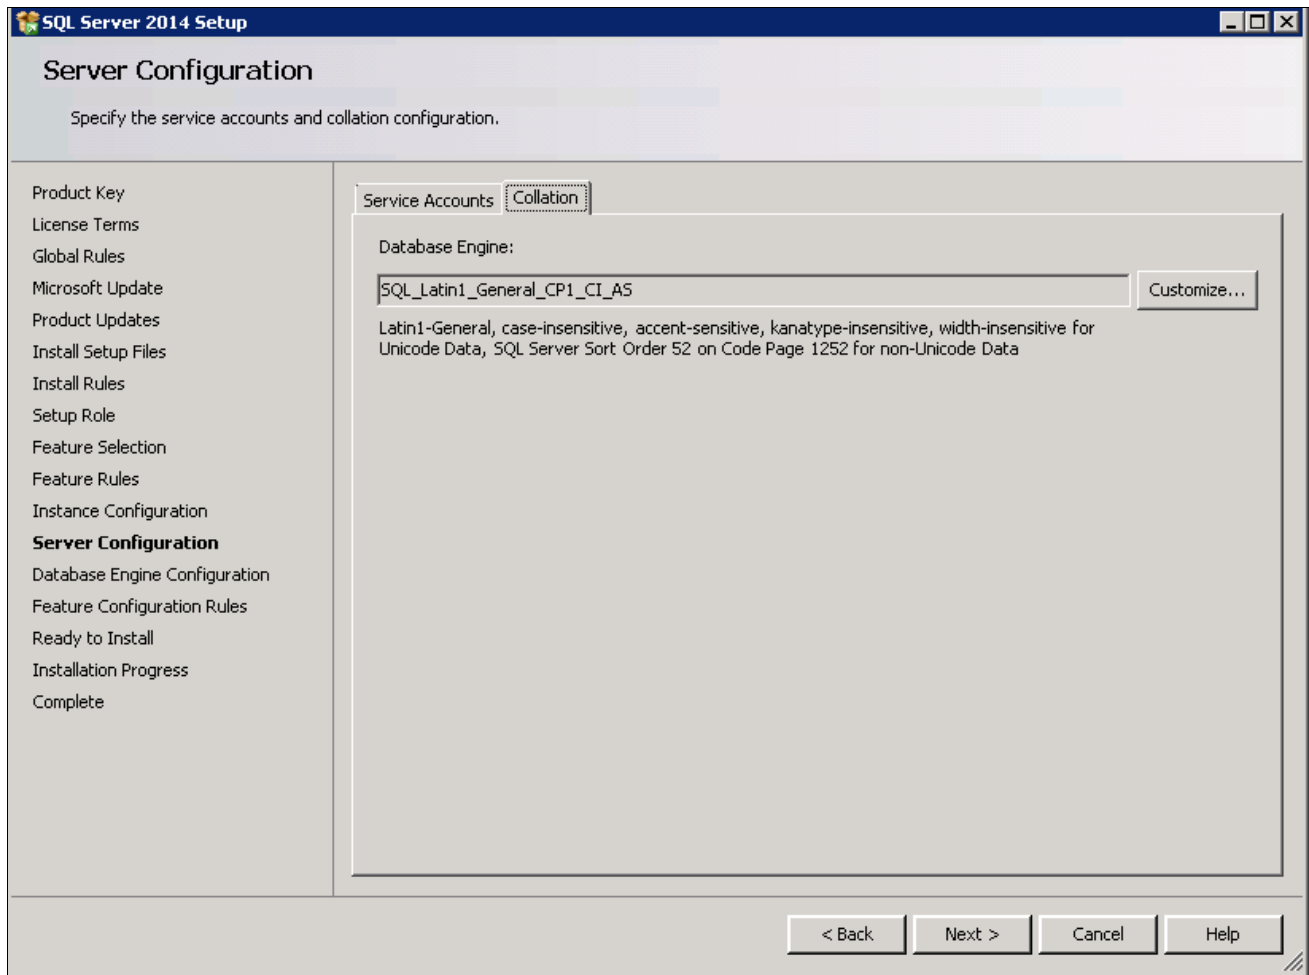 SQL Server 2014 Setup
Server Configuration
Specify the service accounts and collation configuration.
Product Key
License Terms
Global Rules
Microsoft Update
Product Updates
Install Setup Files
Install Rules
Setup Role
Feature Selection
Feature Rules
Instance Configuration
Server Configuration
Database Engine Configuration
Feature Configuration Rules
Ready to Install
Installation Progress
Complete
Service Accounts Collation
Database Engine:
SQL_Latin1_General_CP1_CI_AS Customize...
Latin1-General, case-insensitive, accent-sensitive, kanatype-insensitive, width-insensitive for
Unicode Data, SQL Server Sort Order 52 on Code Page 1252 for non-Unicode Data
< Back Next > Cancel Help